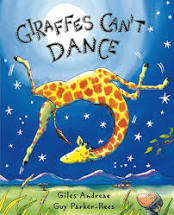 GIRAFFES CAN'T
DANCE
Giles Andreae
Guy Parker-Rees